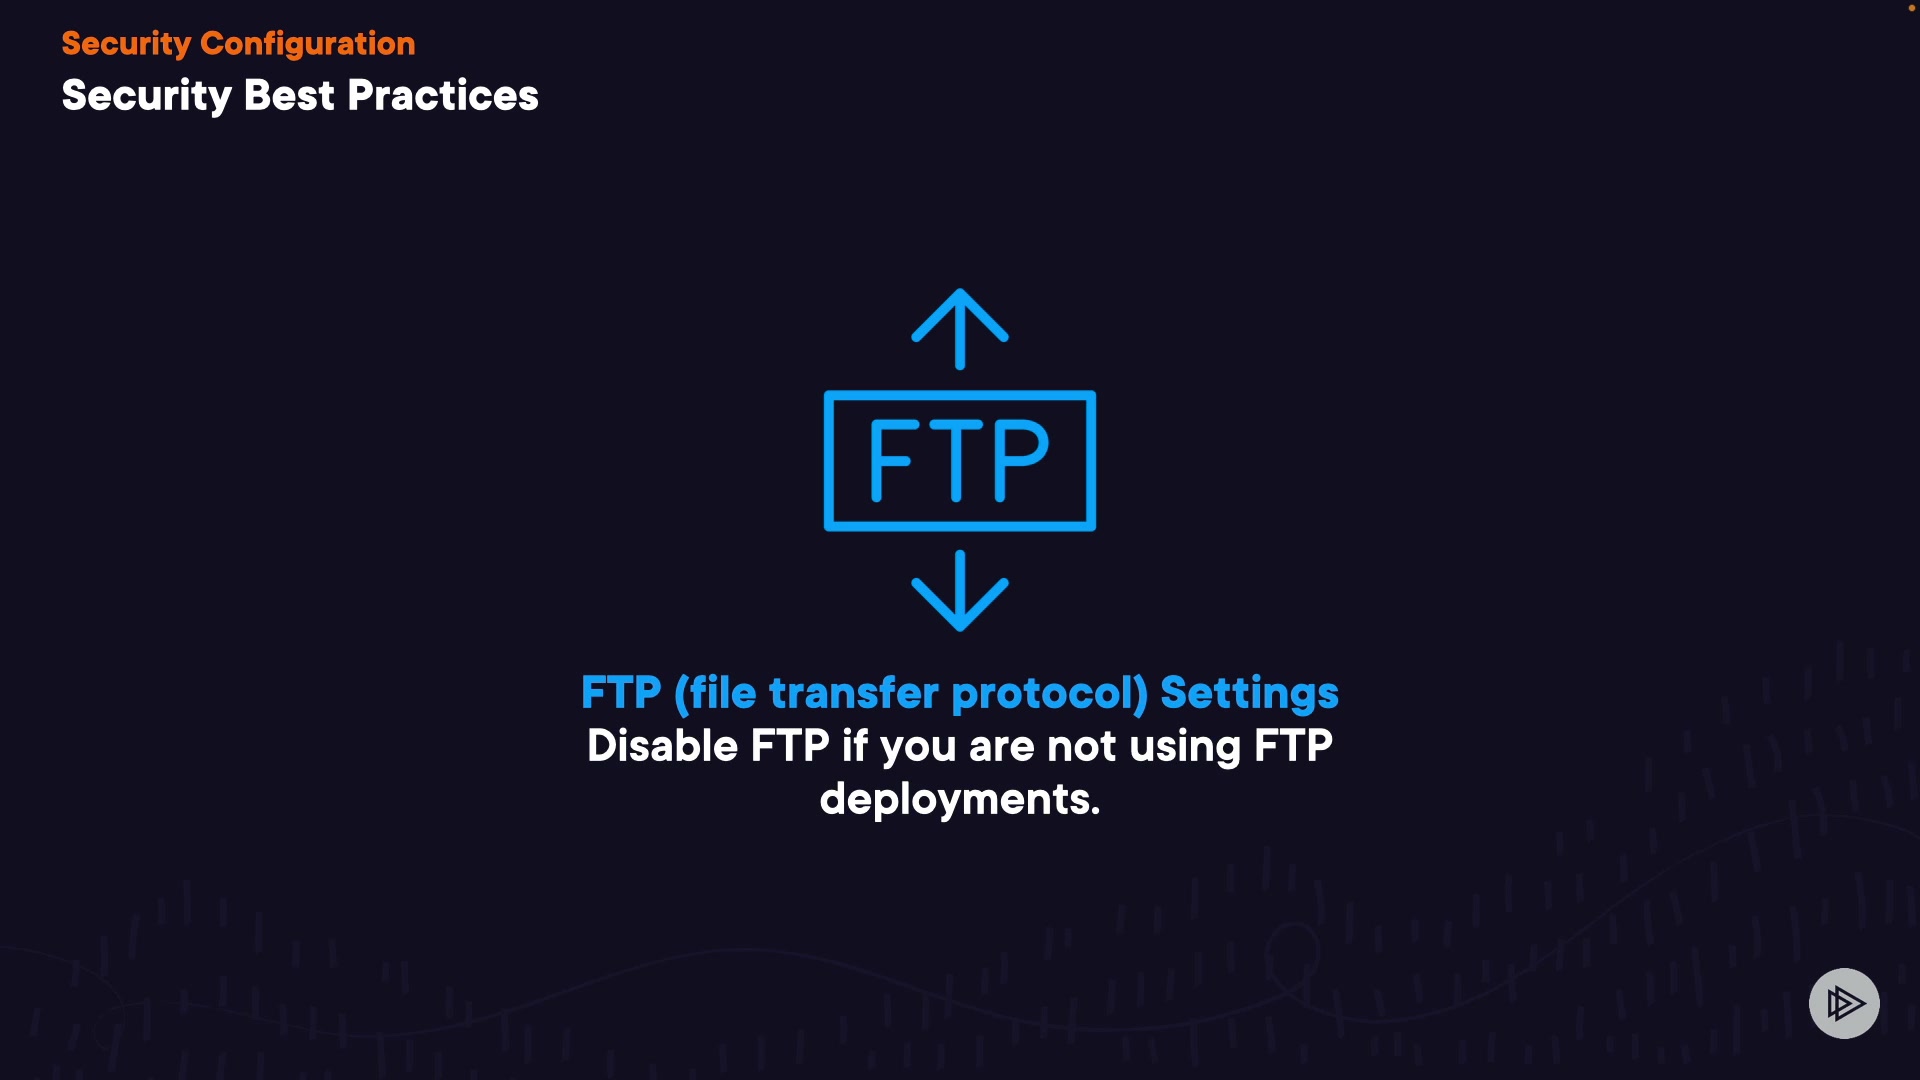 Security Configuration
Security Best Practices
FTP
FTP (file transfer protocol) Settings
Disable FTP if you are not using FTP
deployments.